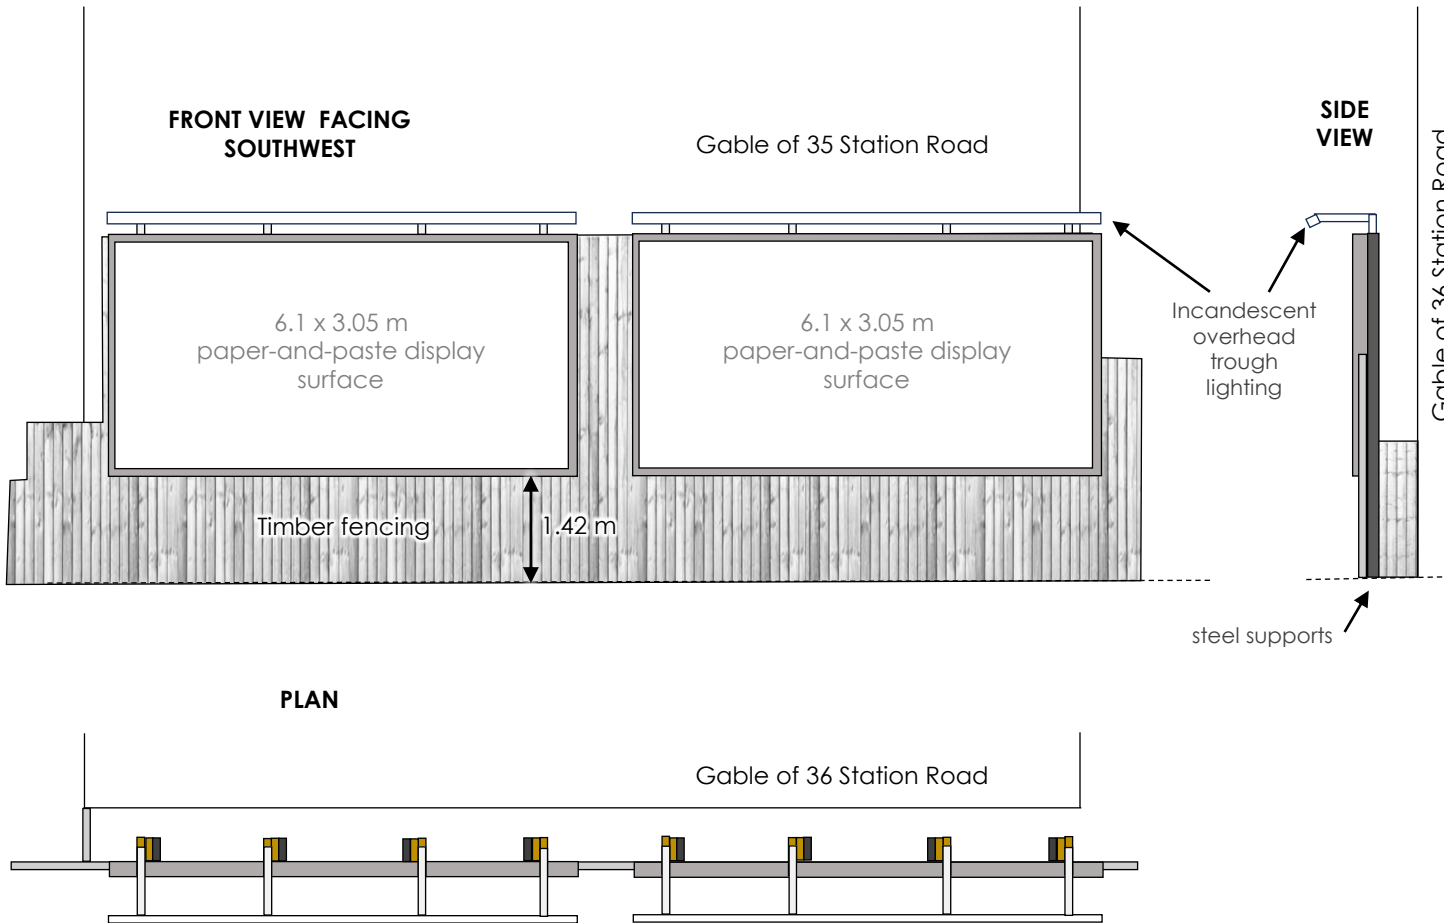 FRONT VIEW  FACING
SOUTHWEST
Gable of 35 Station Road
SIDE
VIEW
Gable of 36 Station Road
6.1 x 3.05 m
paper-and-paste display
surface
6.1 x 3.05 m
paper-and-paste display
surface
Incandescent
overhead
trough
lighting
Timber fencing
1.42 m
steel supports
PLAN
Gable of 36 Station Road